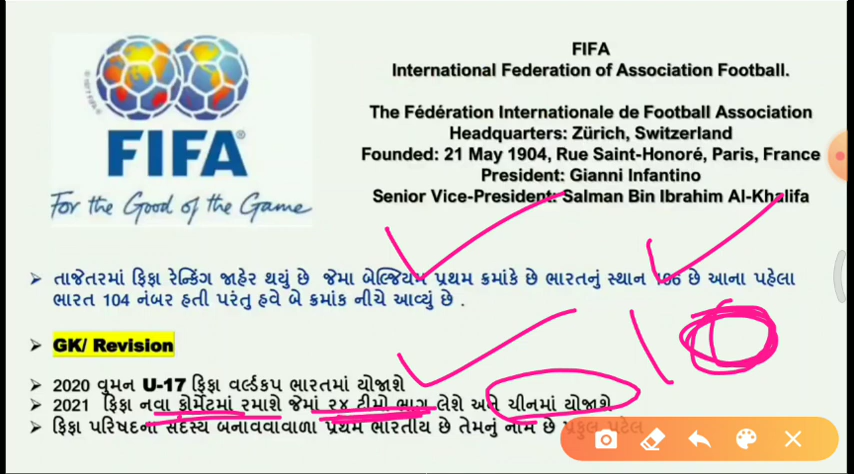 FIFA
International Federation of Association Football.
The Fédération Internationale de Football Association
Headquarters: Zürich, Switzerland
Founded: 21 May 1904, Rue Saint-Honoré, Paris, France
President: Gianni Infantino
Senior Vice-President: Salman Bin Ibrahim Al-Khalifa
FIFA®
For the Good of the Game
તાજેતરમાં ફિફા રેન્કિંગ જાહેર થયું છે જેમા બેલ્જિયમ પ્રથમ ક્રમાંકે છે ભારતનું સ્થાન 106 છે આના પહેલા
ભારત 104 નંબર હતી પરંતુ હવે બે ક્રમાંક નીચે આવ્યું છે .
GK/ Revision
2020 વુમન U-17 ફિફા વર્લ્ડકપ ભારતમાં યોજાશે
2021 ફિફા નવા ફોર્મેટમાં રમાશે જેમાં ૨૪ ટીમો ભાગ લેશે અને ચીનમાં યોજાશે
ફિફા પરિષદના સદસ્ય બનાવવાવાળા પ્રથમ ભારતીય છે તેમનું નામ છે પ્રફુલ પટેલ